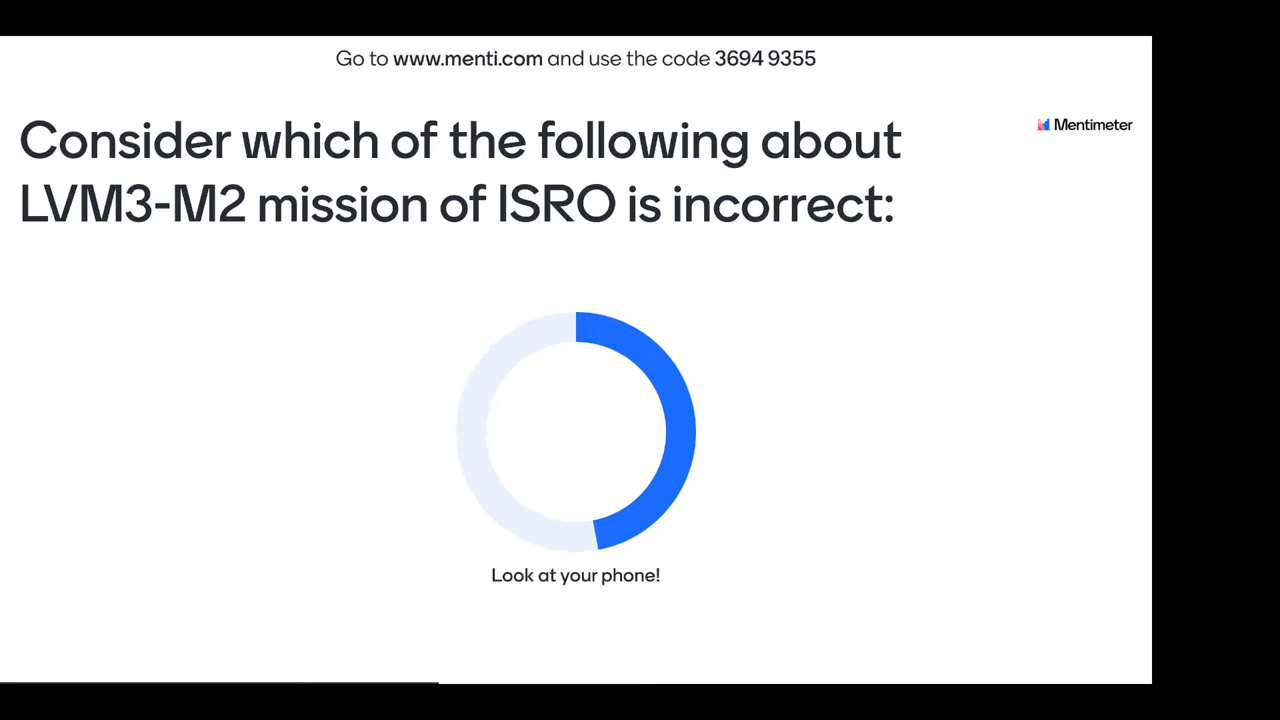 Go to www.menti.com and use the code 3694 9355
Mentimeter
Consider which of the following about
LVM3-M2 mission of ISRO is incorrect:
Look at your phone!